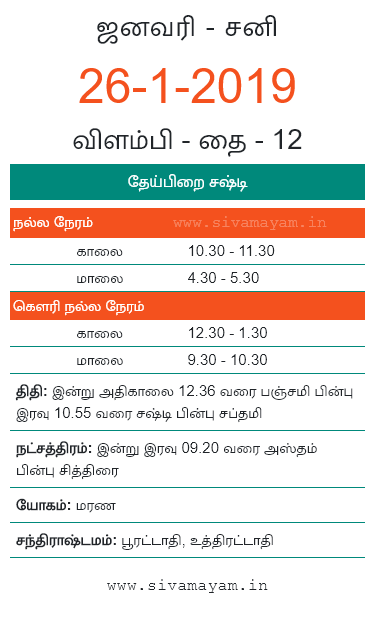 ஜனவரி - சனி
26-1-2019
விளம்பி - தை - 12
தேய்பிறை சஷ்டி
நல்ல நேரம் www.sivamayam.in
காலை 10.30 - 11.30
மாலை 4.30 - 5.30
கௌரி நல்ல நேரம்
காலை 12.30 - 1.30
மாலை 9.30 - 10.30
திதி: இன்று அதிகாலை 12.36 வரை பஞ்சமி பின்பு
இரவு 10.55 வரை சஷ்டி பின்பு சப்தமி
நட்சத்திரம்: இன்று இரவு 09.20 வரை அஸ்தம்
பின்பு சித்திரை
யோகம்: மரண
சந்திராஷ்டமம்: பூரட்டாதி, உத்திரட்டாதி
www.sivamayam.in